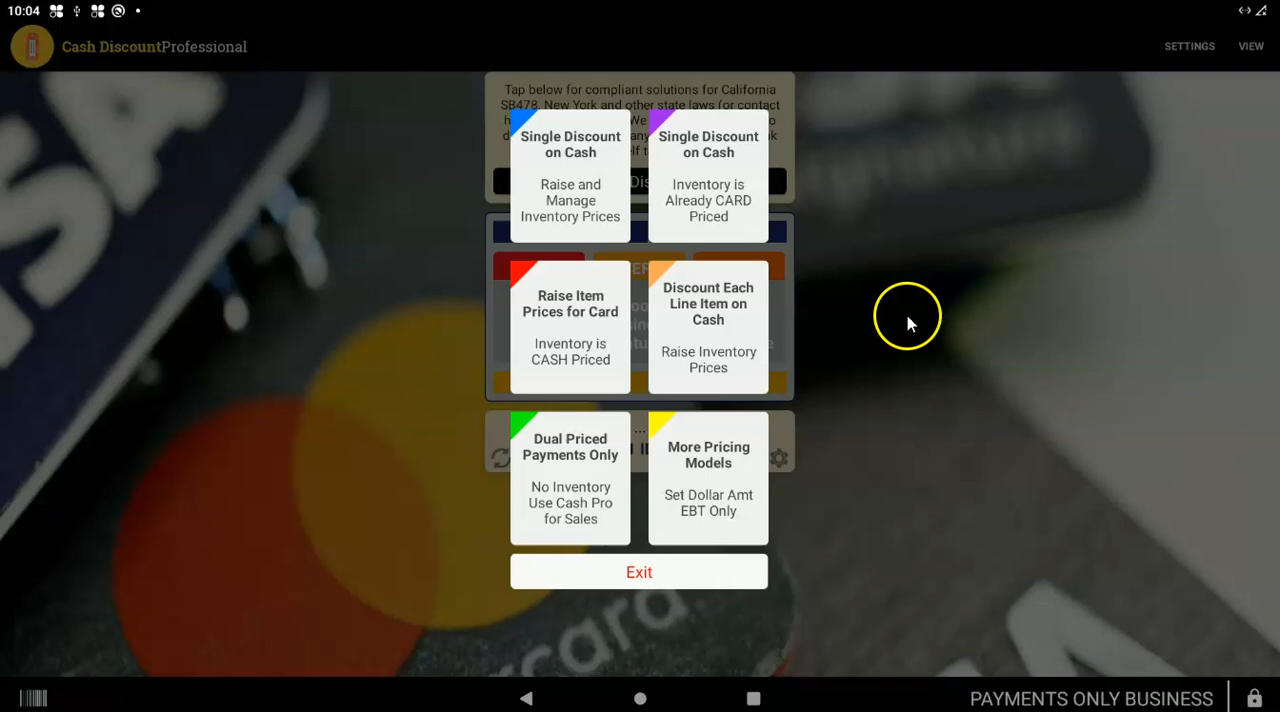 10:04
Cash DiscountProfessional
SETTINGS
VIEW
Tap below for compliant solutions for California
SB478, New York and other state laws (or contact
Single Discount on Cash
Raise and Manage Inventory Prices
Single Discount on Cash
Inventory is Already CARD Priced
Raise Item Prices for Card
Inventory is CASH Priced
Discount Each Line Item on Cash
Raise Inventory Prices
Dual Priced Payments Only
No Inventory Use Cash Pro for Sales
More Pricing Models
Set Dollar Amt EBT Only
Exit
PAYMENTS ONLY BUSINESS